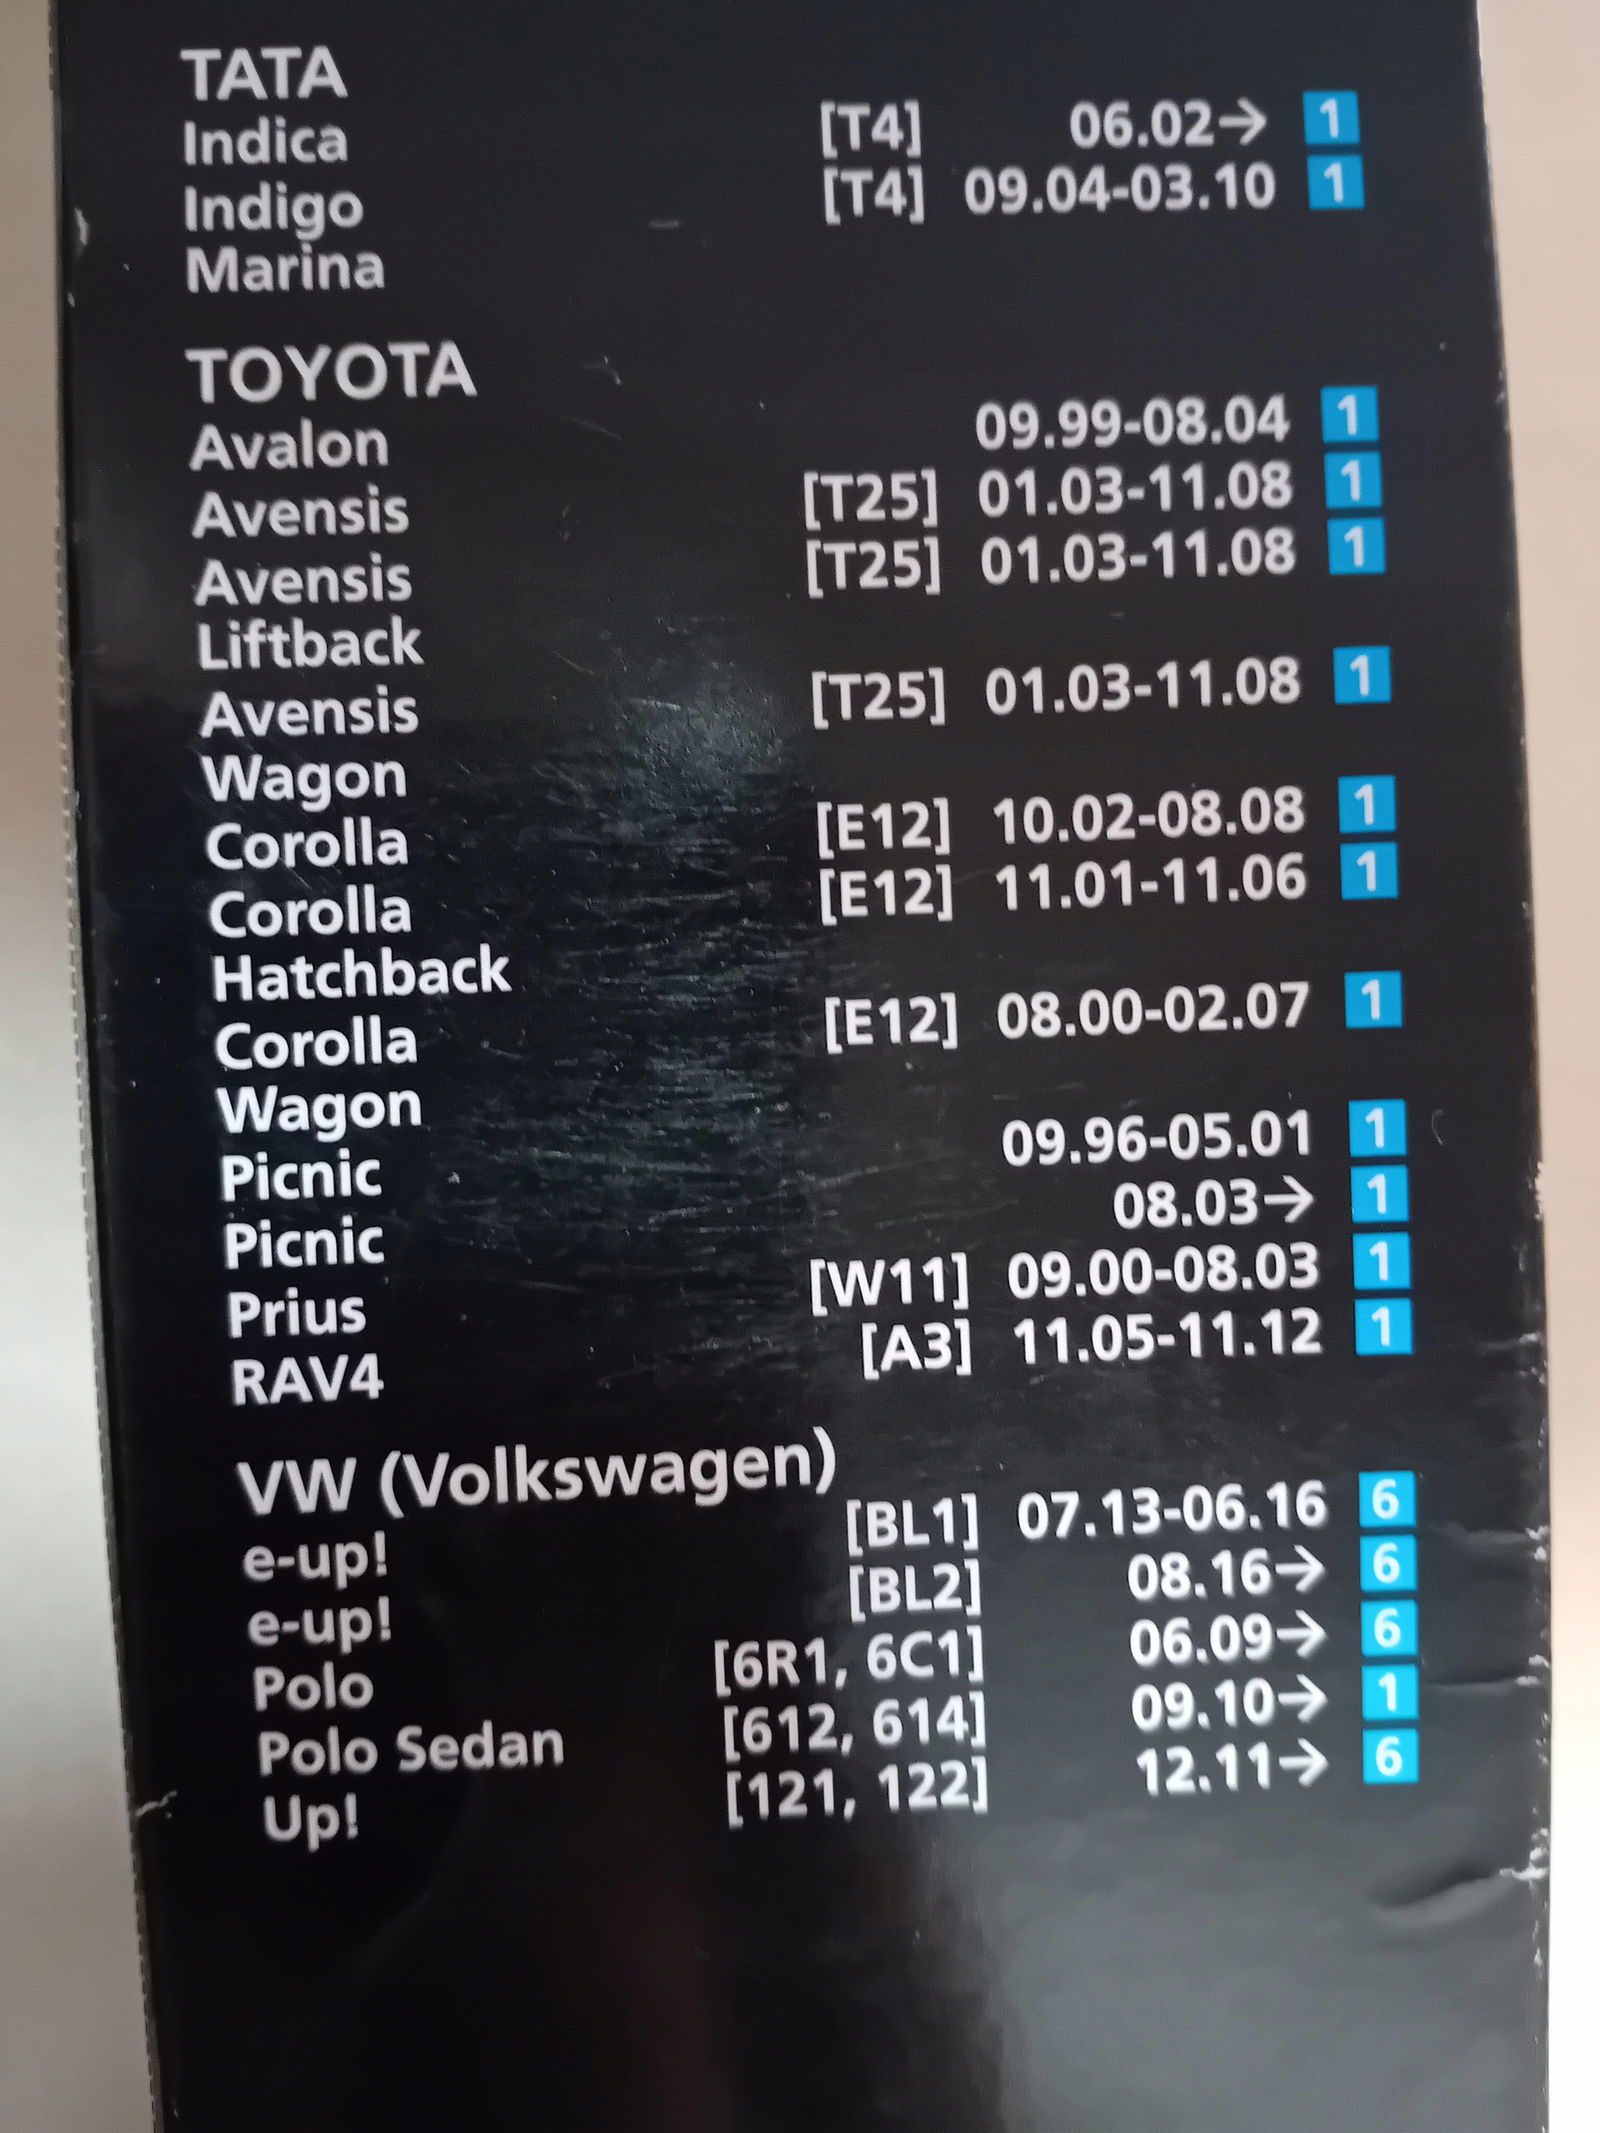 TATA
Indica [T4] 06.02→ 1
Indigo [T4] 09.04-03.10 1
Marina
TOYOTA
Avalon 09.99-08.04 1
Avensis [T25] 01.03-11.08 1
Avensis [T25] 01.03-11.08 1
Liftback
Avensis [T25] 01.03-11.08 1
Wagon
Corolla [E12] 10.02-08.08 1
Corolla [E12] 11.01-11.06 1
Hatchback
Corolla [E12] 08.00-02.07 1
Wagon
Picnic 09.96-05.01 1
Picnic 08.03→ 1
Prius [W11] 09.00-08.03 1
RAV4 [A3] 11.05-11.12 1
VW (Volkswagen)
e-up! [BL1] 07.13-06.16 6
e-up! [BL2] 08.16→ 6
Polo [6R1, 6C1] 06.09→ 6
Polo Sedan [612, 614] 09.10→ 1
Up! [121, 122] 12.11→ 6